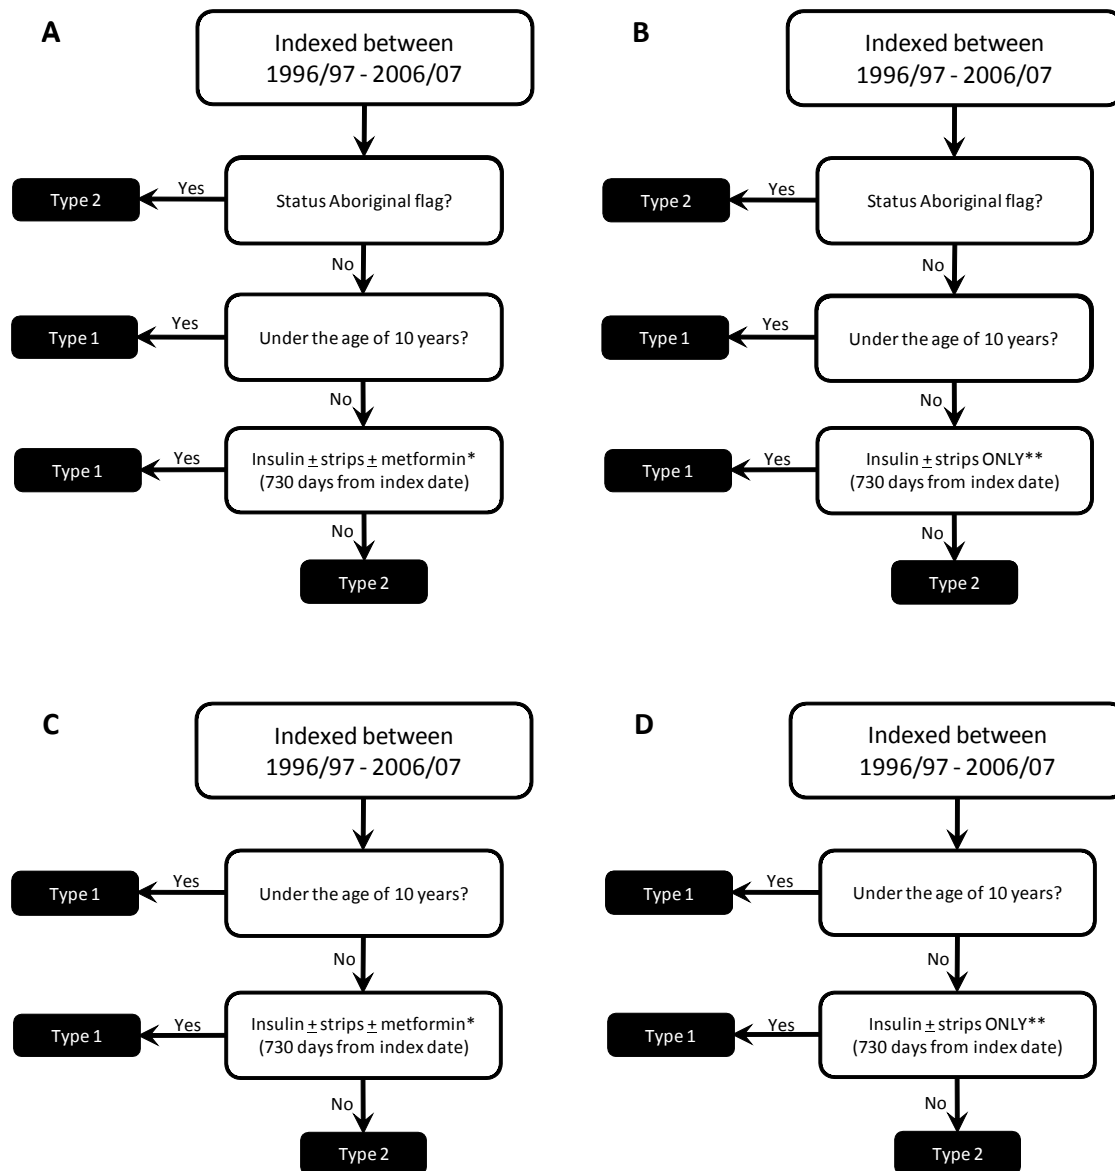 A
Indexed between
1996/97 - 2006/07
Status Aboriginal flag?
Yes
Type 2
No
Under the age of 10 years?
Yes
Type 1
No
Insulin + strips + metformin*
(730 days from index date)
Yes
Type 1
No
Type 2
B
Indexed between
1996/97 - 2006/07
Status Aboriginal flag?
Yes
Type 2
No
Under the age of 10 years?
Yes
Type 1
No
Insulin + strips ONLY**
(730 days from index date)
Yes
Type 1
No
Type 2
C
Indexed between
1996/97 - 2006/07
Under the age of 10 years?
Yes
Type 1
No
Insulin + strips + metformin*
(730 days from index date)
Yes
Type 1
No
Type 2
D
Indexed between
1996/97 - 2006/07
Under the age of 10 years?
Yes
Type 1
No
Insulin + strips ONLY**
(730 days from index date)
Yes
Type 1
No
Type 2